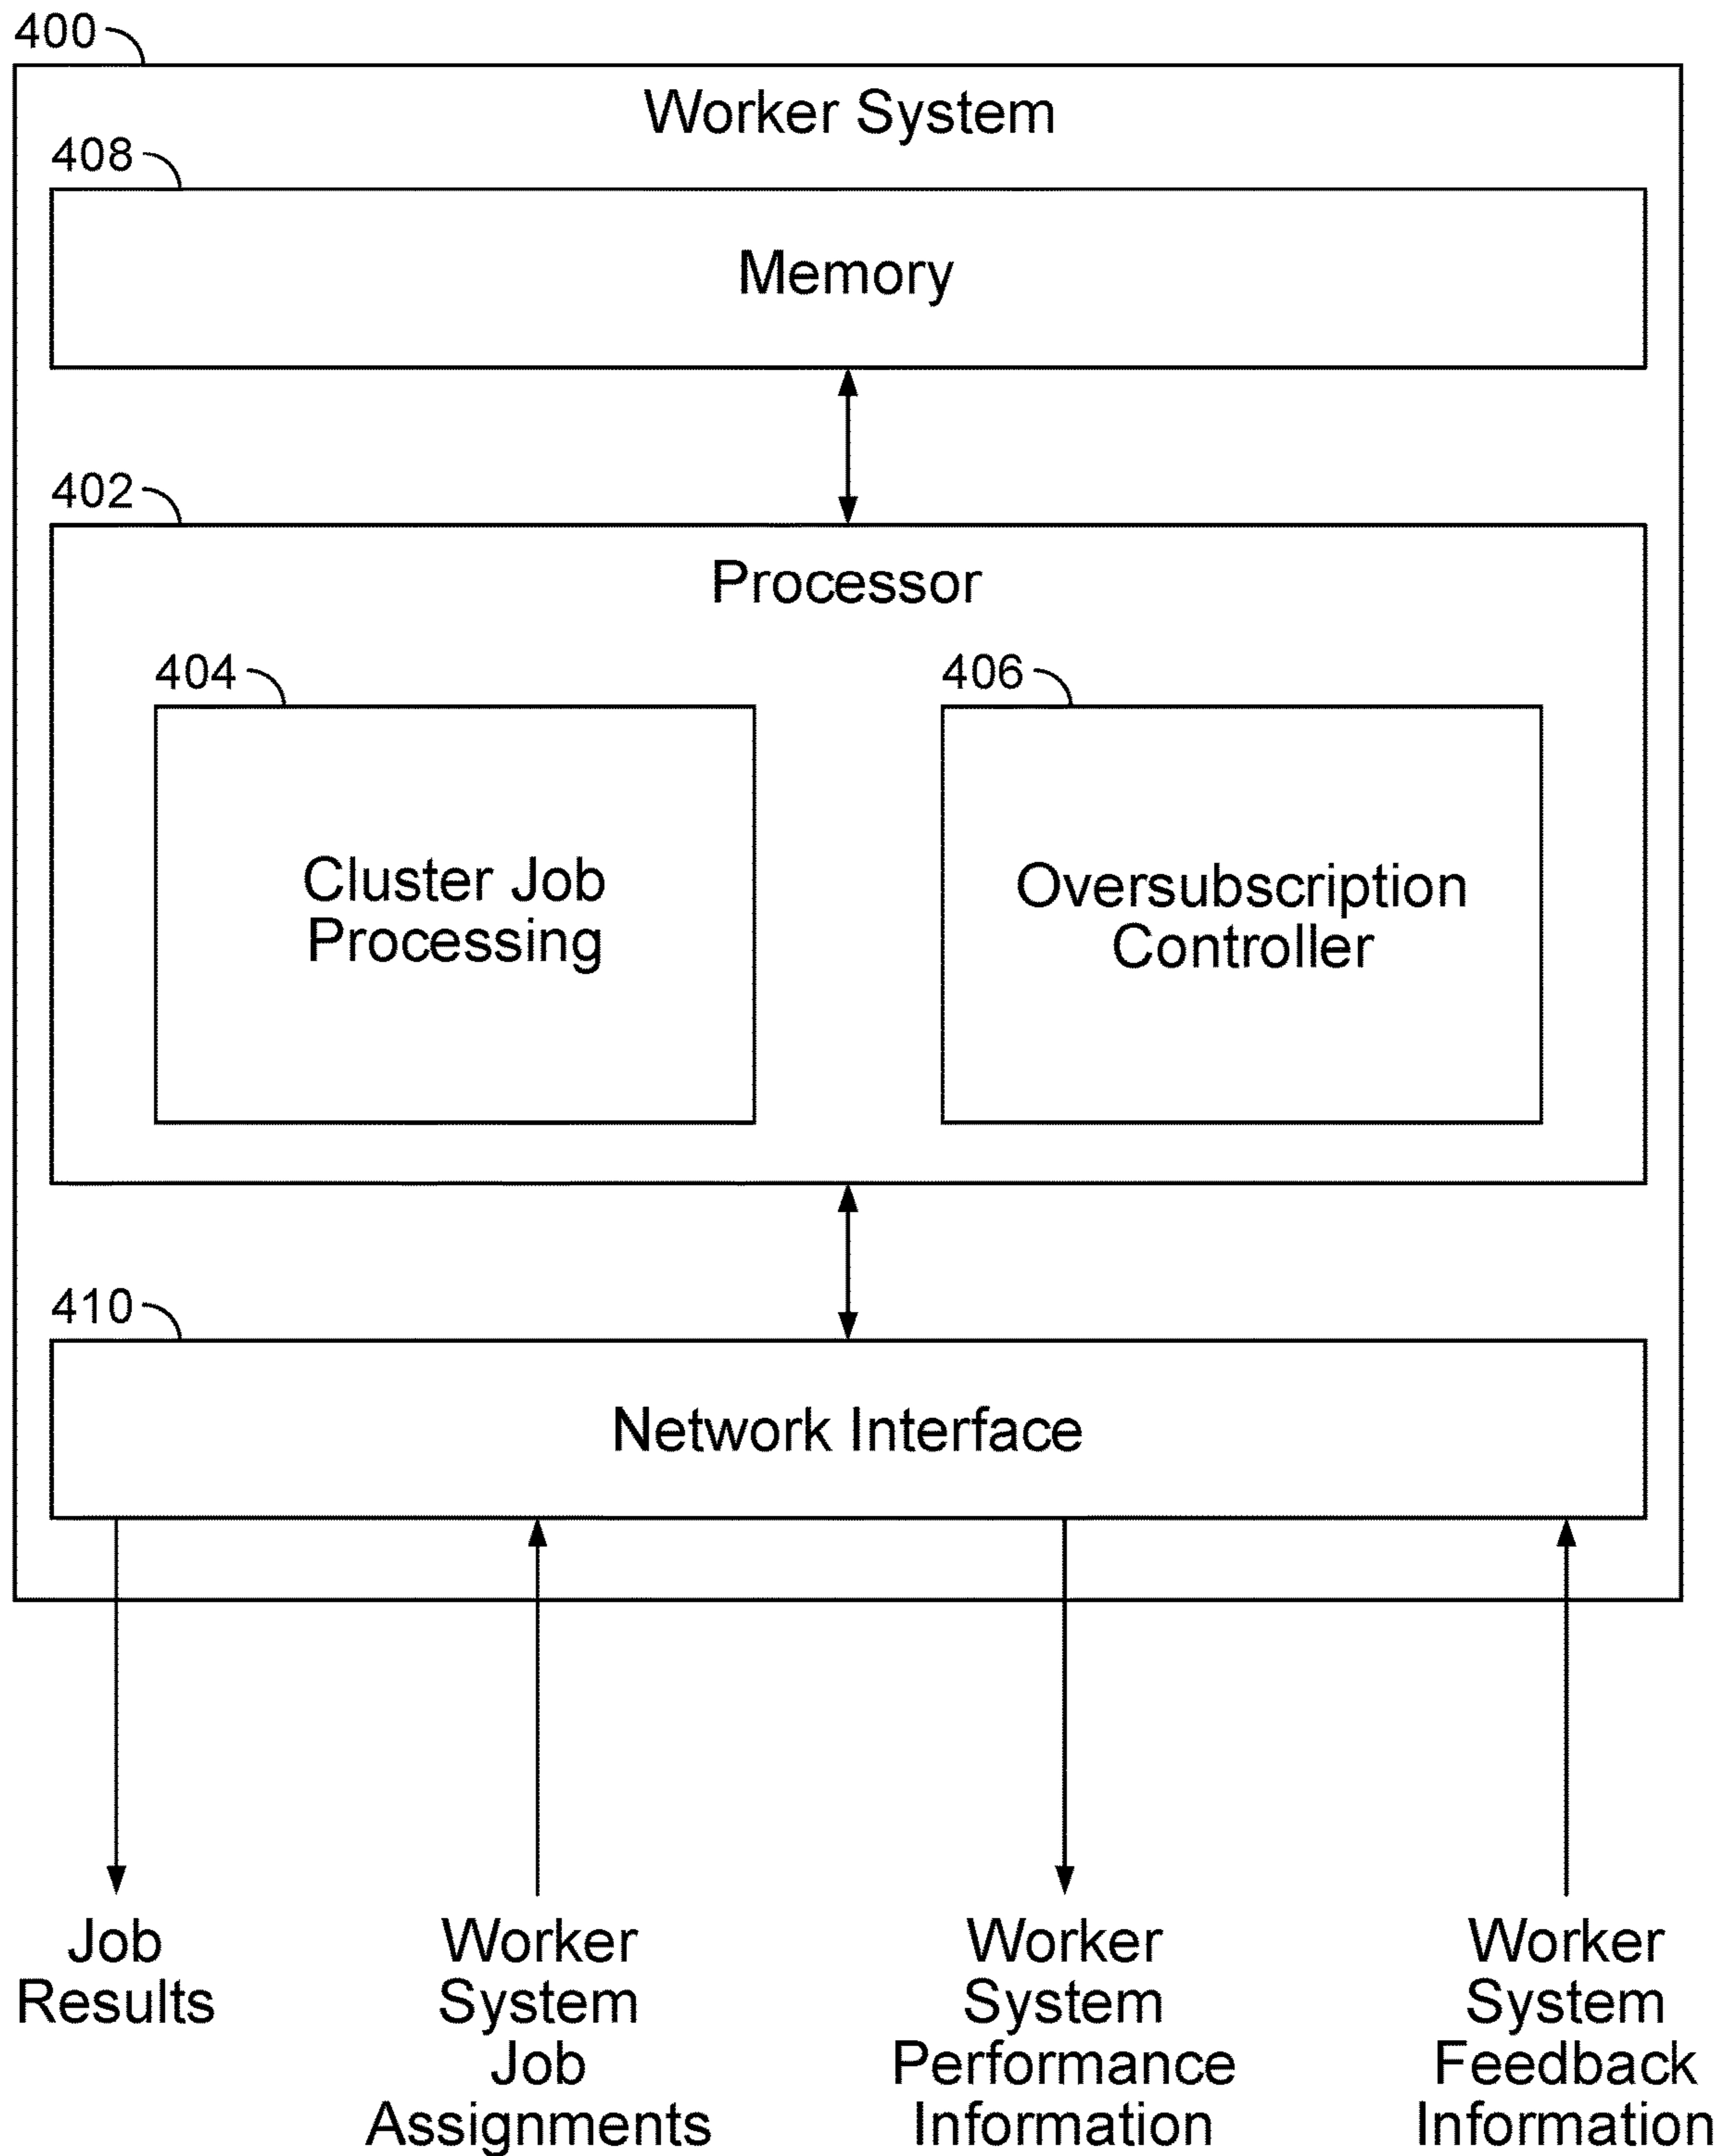 400
Worker System
408
Memory
402
Processor
404
406
Cluster Job
Processing
Oversubscription
Controller
410
Network Interface
Job
Results
Worker
System
Job
Assignments
Worker
System
Performance
Information
Worker
System
Feedback
Information